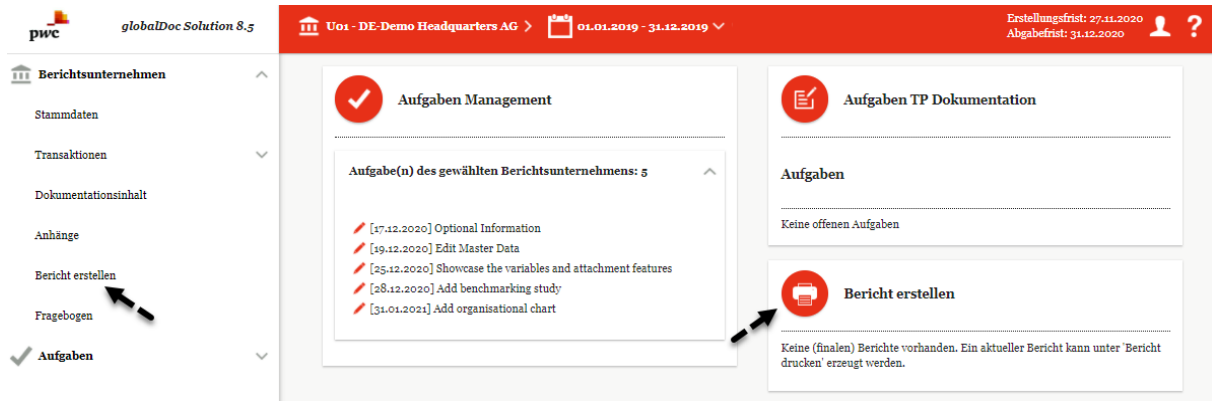 pwc
globalDoc Solution 8.5
U01 - DE-Demo Headquarters AG > 01.01.2019 - 31.12.2019
Erstellungsfrist: 27.11.2020
Abgabefrist: 31.12.2020
?
Berichtsunternehmen
Stammdaten
Transaktionen
Dokumentationsinhalt
Anhänge
Bericht erstellen
Fragebogen
Aufgaben
Aufgaben Management
Aufgabe(n) des gewählten Berichtsunternehmens: 5
[17.12.2020] Optional Information
[19.12.2020] Edit Master Data
[25.12.2020] Showcase the variables and attachment features
[28.12.2020] Add benchmarking study
[31.01.2021] Add organisational chart
Aufgaben TP Dokumentation
Aufgaben
Keine offenen Aufgaben
Bericht erstellen
Keine (finalen) Berichte vorhanden. Ein aktueller Bericht kann unter 'Bericht
drucken' erzeugt werden.